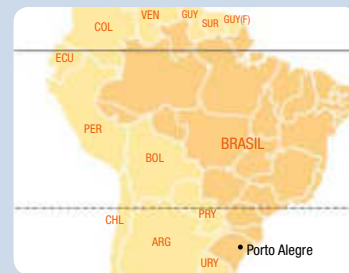 VEN
GUY
GUY(F)
COL
SUR
ECU
PER
BRASIL
BOL
CHL
PRY
ARG
Porto Alegre
URY